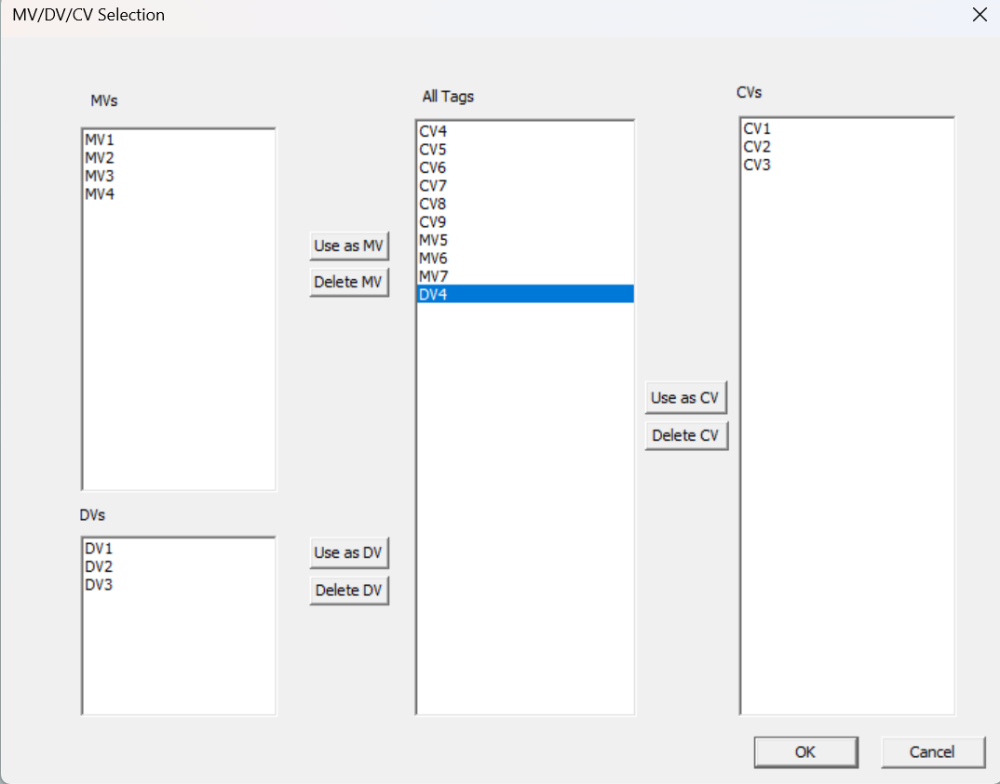 MV/DV/CV Selection
MVs
MV1
MV2
MV3
MV4
Use as MV
Delete MV
DVs
DV1
DV2
DV3
Use as DV
Delete DV
All Tags
CV4
CV5
CV6
CV7
CV8
CV9
MV5
MV6
MV7
DV4
Use as CV
Delete CV
CVs
CV1
CV2
CV3
OK
Cancel